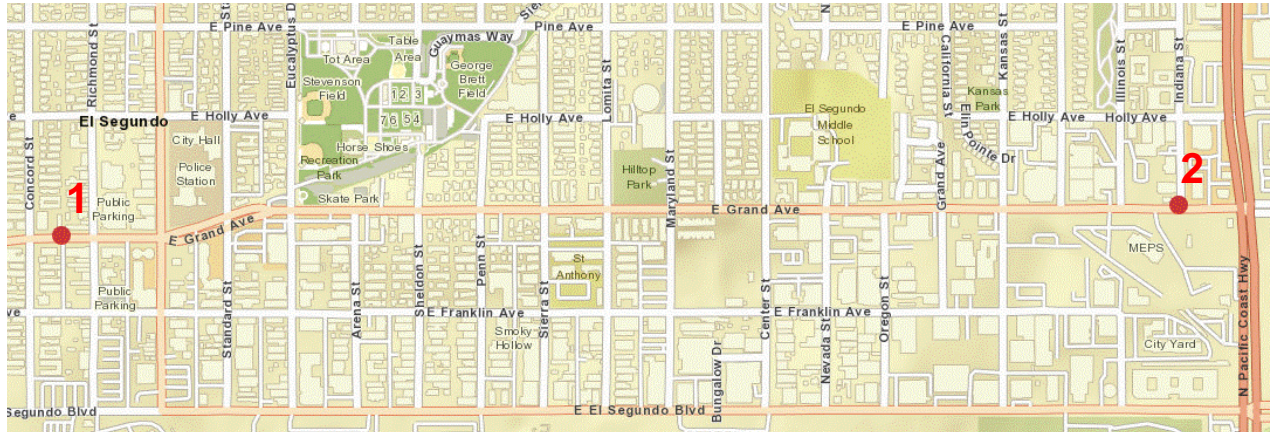 E Pine Ave
Pine Ave
E Pine Ave
Richmond St
Eucalyptus D
Guaymas Way
Table
Area
Tot Area
George
Brett
Field
Stevenson
Field
1 2 3
7 6 5 4
Lomita St
El Segundo
Middle
School
California St
Kansas St
Kansas
Park
Illinois St
Indiana St
E Holly Ave
E Holly Ave
E Holly Ave
Holly Ave
El Segundo
City Hall
Horse Shoes
Elin Pointe Dr
Concord St
Police
Station
Recreation
Park
Hilltop
Park
Maryland St
Grand Ave
1
2
Public
Parking
Skate Park
E Grand Ave
E Grand Ave
E Grand Ave
MEPS
St
Anthony
Public
Parking
Standard St
Arena St
Sheldon St
Penn St
Sierra St
Center St
Oregon St
N Pacific Coast Hwy
E Franklin Ave
E Franklin Ave
Smoky
Hollow
Bungalow Dr
Nevada St
City Yard
Segundo Blvd
E El Segundo Blvd